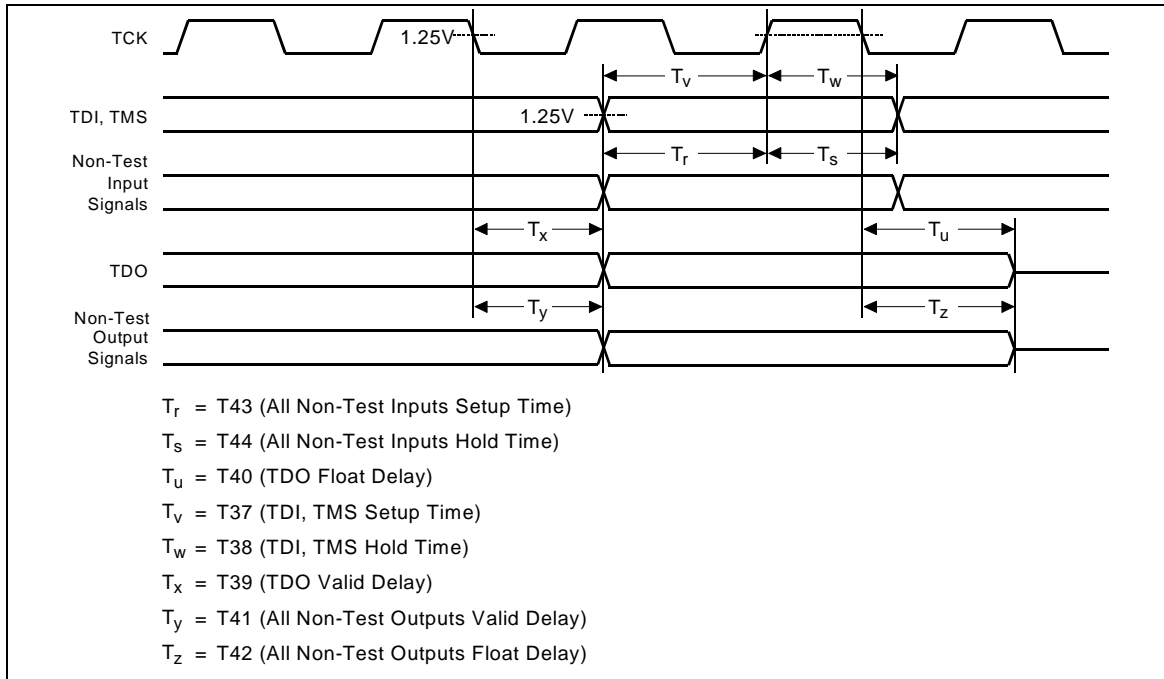 TCK
1.25V
Tv
Tw
TDI, TMS
1.25V
Tr
Ts
Non-Test
Input
Signals
Tx
Tu
TDO
Ty
Tz
Non-Test
Output
Signals
Tr = T43 (All Non-Test Inputs Setup Time)
Ts = T44 (All Non-Test Inputs Hold Time)
Tu = T40 (TDO Float Delay)
Tv = T37 (TDI, TMS Setup Time)
Tw = T38 (TDI, TMS Hold Time)
Tx = T39 (TDO Valid Delay)
Ty = T41 (All Non-Test Outputs Valid Delay)
Tz = T42 (All Non-Test Outputs Float Delay)